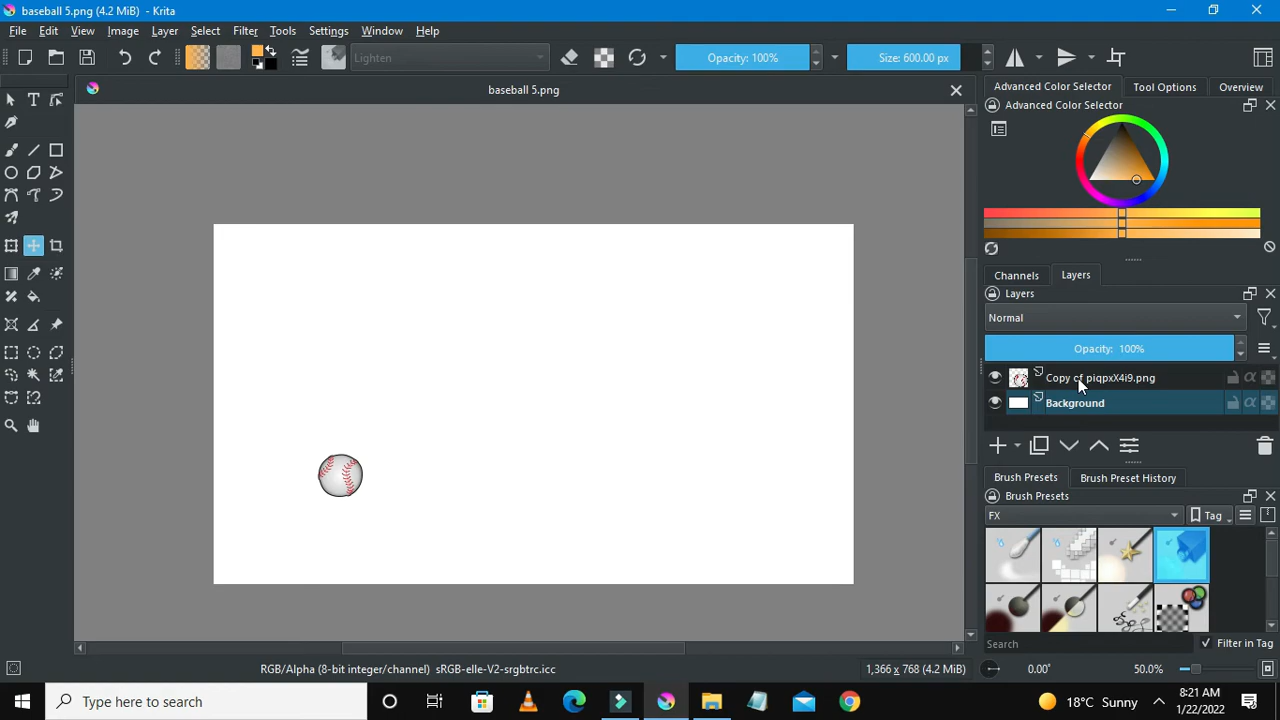 baseball 5.png (4.2 MiB) - Krita
File Edit View Image Layer Select Filter Tools Settings Window Help
Lighten Opacity: 100% Size: 600.00 px
baseball 5.png
Advanced Color Selector Tool Options Overview
Advanced Color Selector
Channels Layers
Layers
Normal
Opacity: 100%
Copy of piqpxX4i9.png
Background
Brush Presets Brush Preset History
Brush Presets
FX Tag
Search Filter in Tag
RGB/Alpha (8-bit integer/channel) sRGB-elle-V2-srgbtrc.icc 1,366 x 768 (4.2 MiB) 0.00° 50.0%
Type here to search 18°C Sunny 8:21 AM
1/22/2022